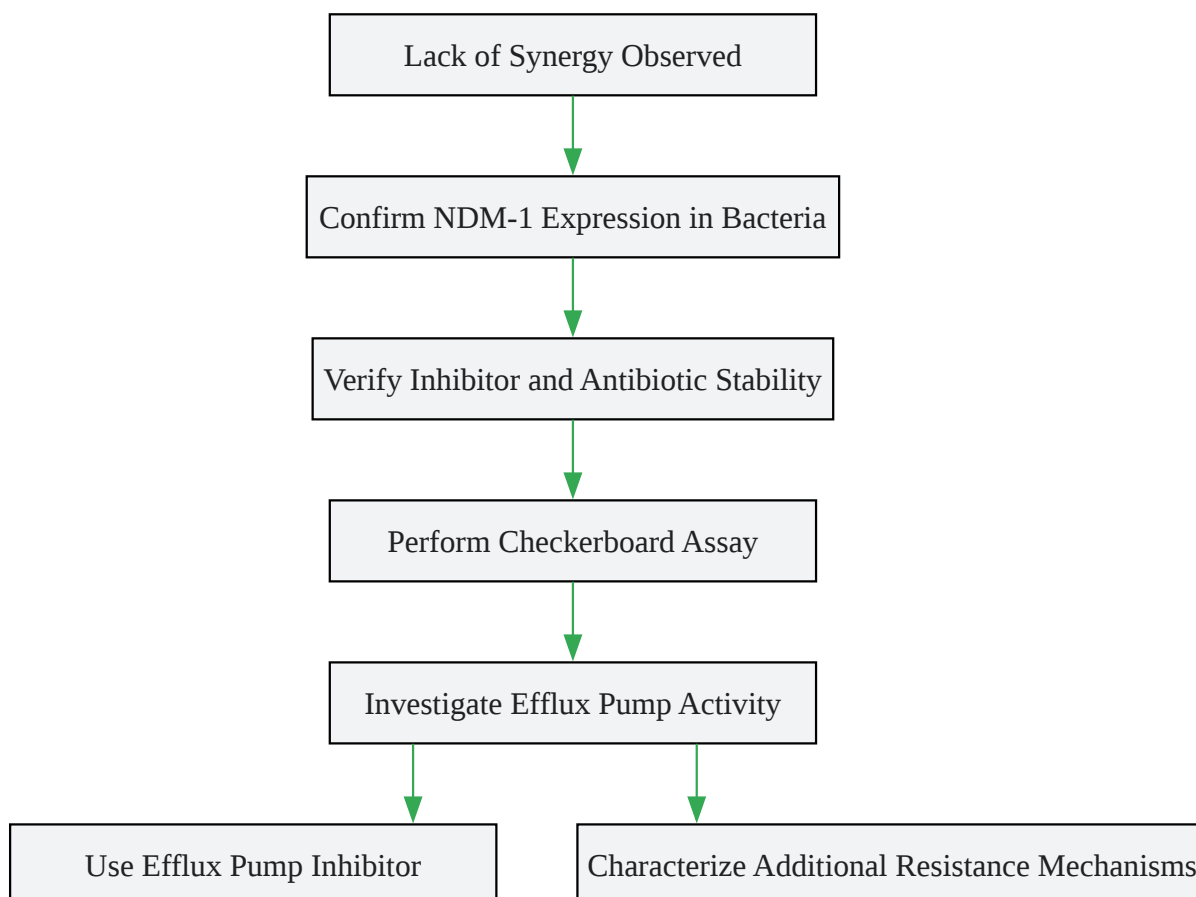 Lack of Synergy Observed
Confirm NDM-1 Expression in Bacteria
Verify Inhibitor and Antibiotic Stability
Perform Checkerboard Assay
Investigate Efflux Pump Activity
Use Efflux Pump Inhibitor
Characterize Additional Resistance Mechanisms